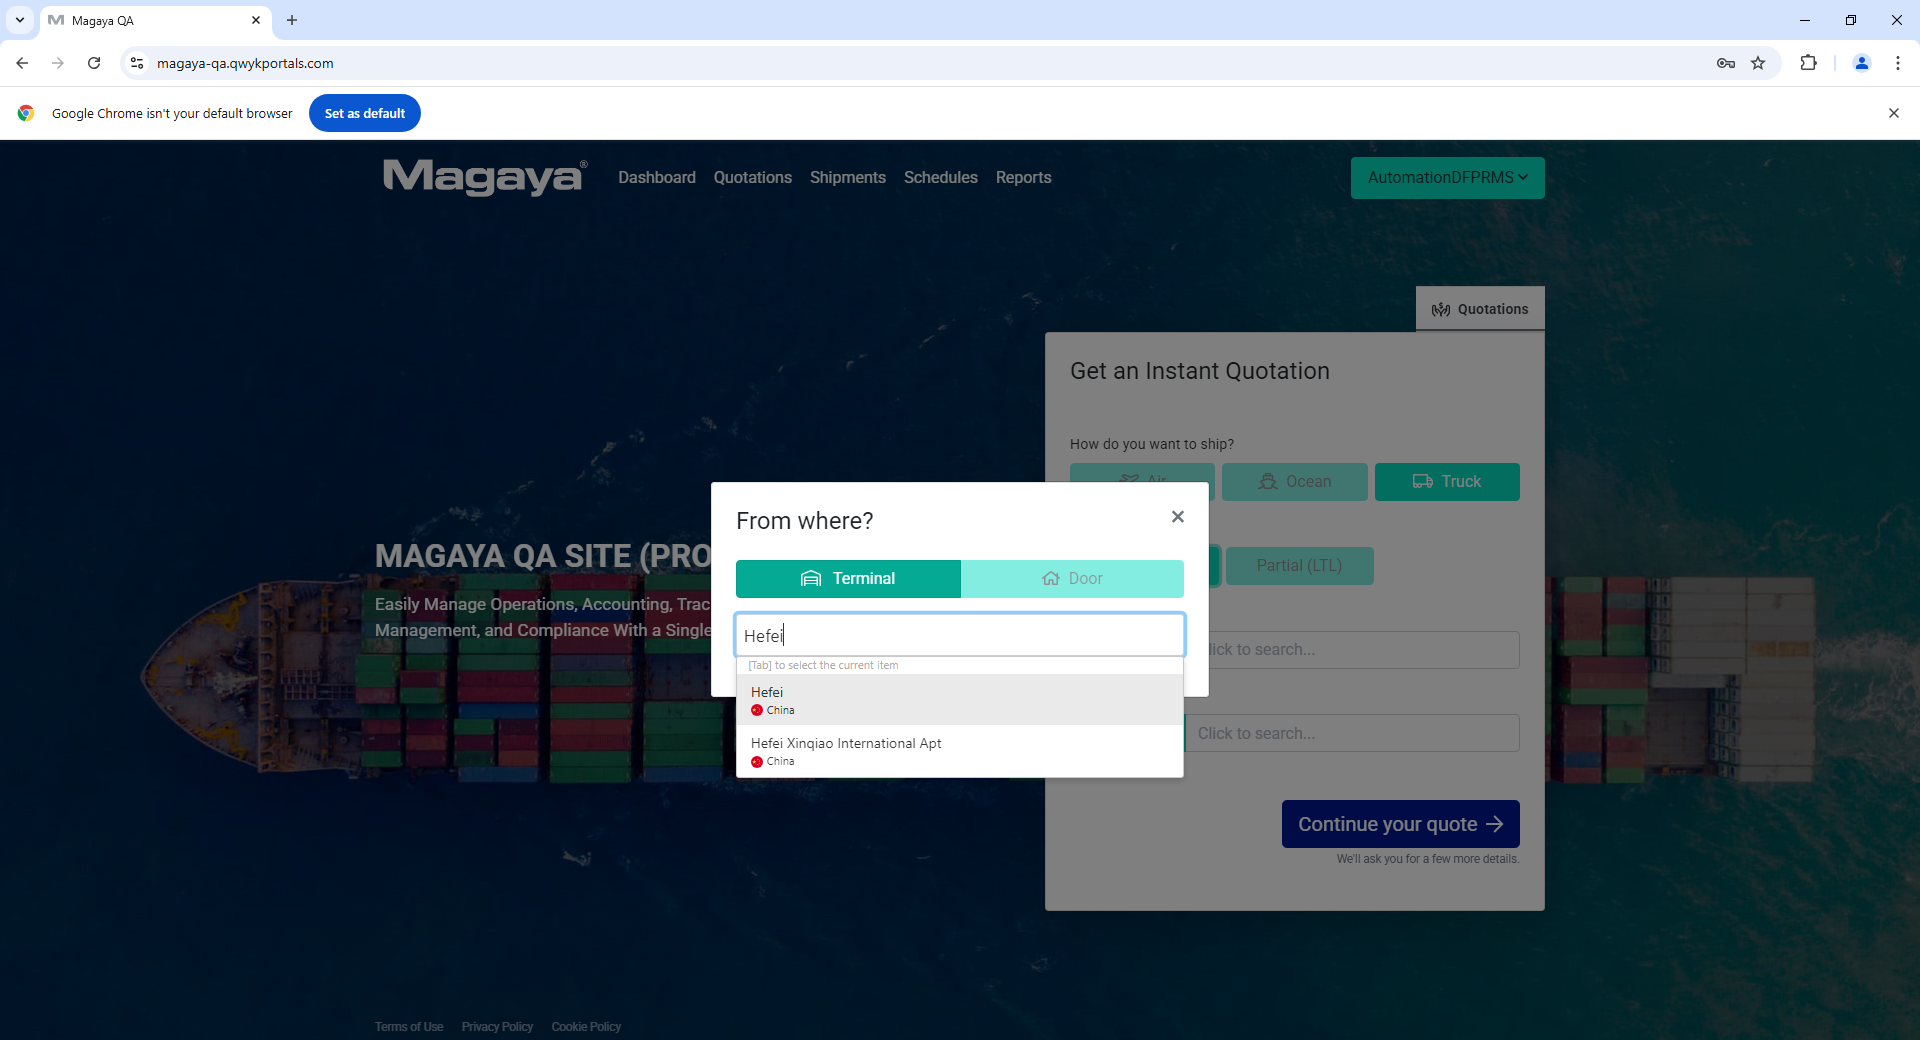 Magaya QA
magaya-qa.qwykportals.com
Google Chrome isn't your default browser
Set as default
Magaya®
Dashboard
Quotations
Shipments
Schedules
Reports
AutomationDFPRMS
Quotations
Get an Instant Quotation
How do you want to ship?
Air
Ocean
Truck
Partial (LTL)
MAGAYA QA SITE (PRO
Easily Manage Operations, Accounting, Trac
Management, and Compliance With a Single
From where?
Terminal
Door
Hefei
[Tab] to select the current item
Hefei
China
Hefei Xinqiao International Apt
China
lick to search...
Click to search...
Continue your quote
We'll ask you for a few more details.
Terms of Use
Privacy Policy
Cookie Policy